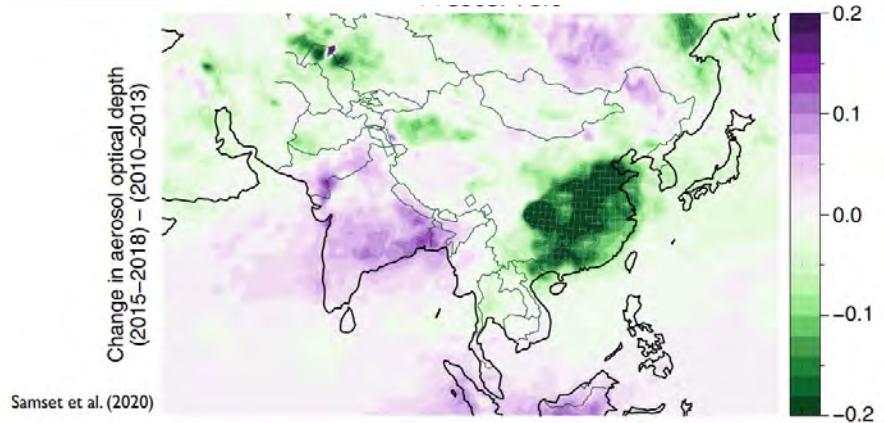 Change in aerosol optical depth
(2015–2018) – (2010–2013)
Samset et al. (2020)
0.2
0.1
0.0
−0.1
−0.2